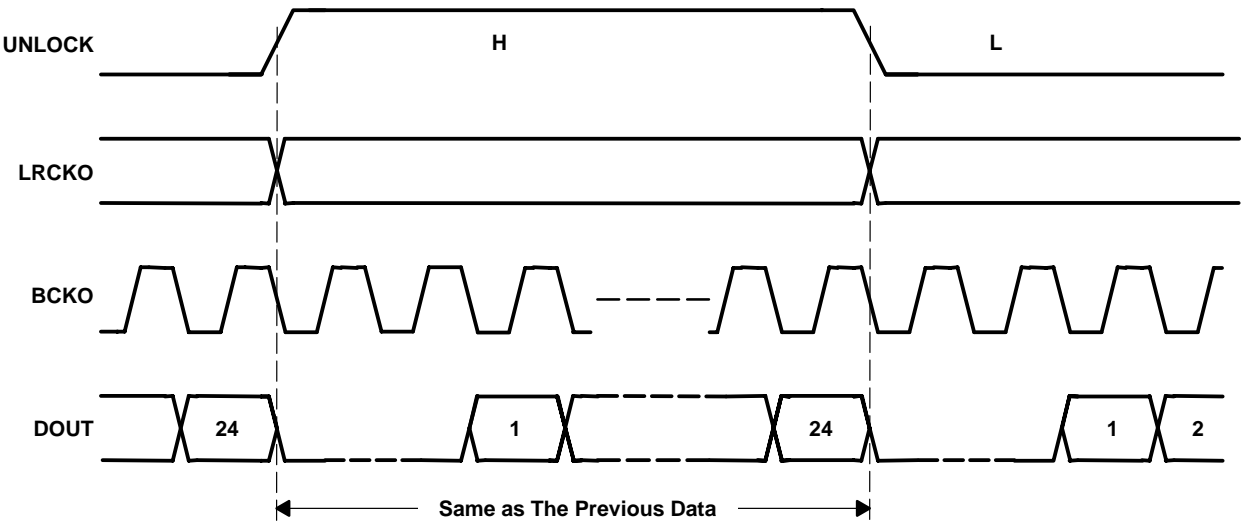 UNLOCK H L
LRCKO
BCKO
DOUT 24 1 24 1 2
Same as The Previous Data